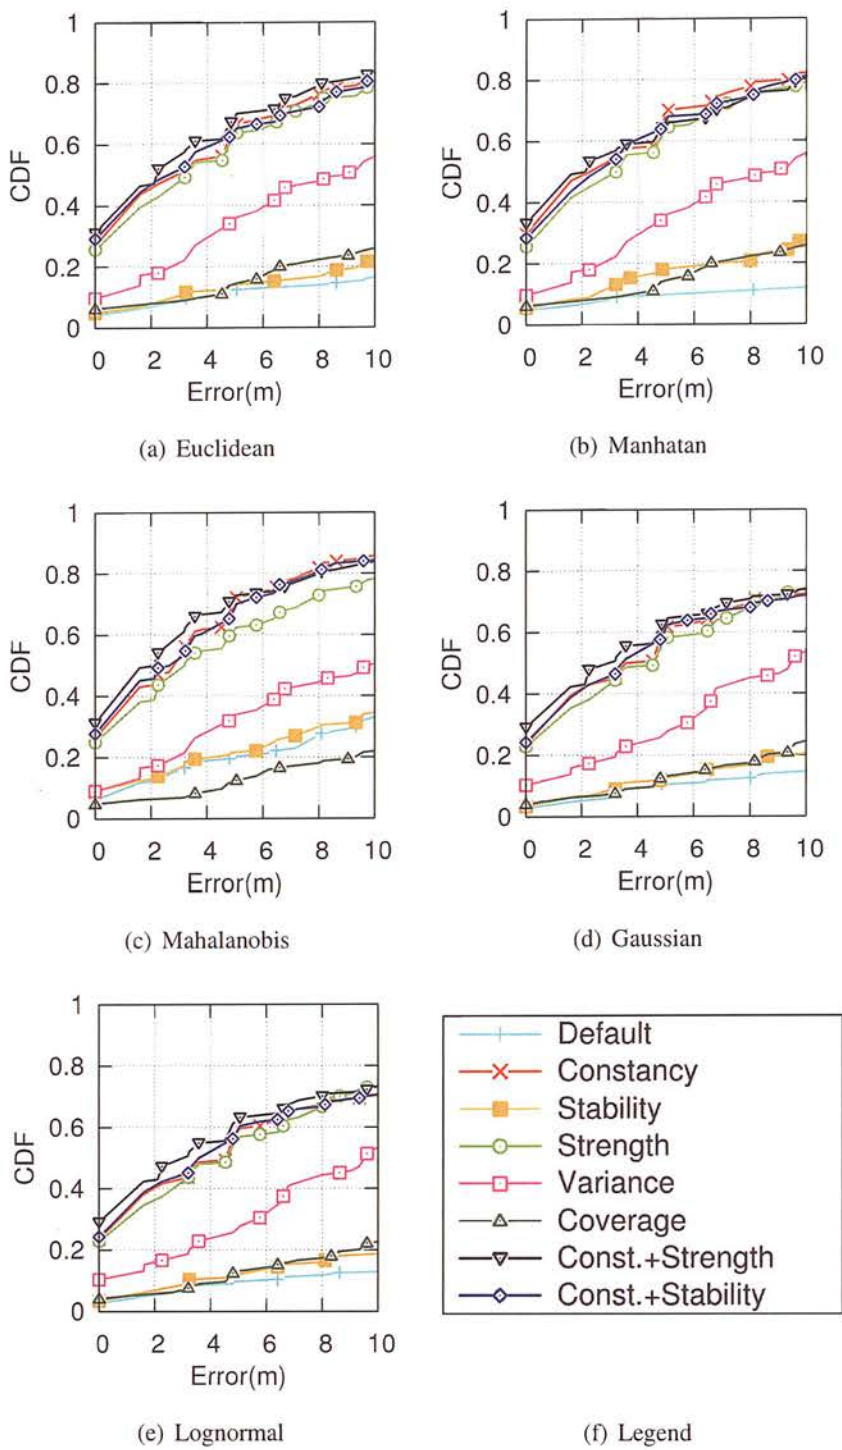 1
0.8
0.6
0.4
0.2
0
CDF
0 2 4 6 8 10
Error(m)
(a) Euclidean
1
0.8
0.6
0.4
0.2
0
CDF
0 2 4 6 8 10
Error(m)
(b) Manhatan
1
0.8
0.6
0.4
0.2
0
CDF
0 2 4 6 8 10
Error(m)
(c) Mahalanobis
1
0.8
0.6
0.4
0.2
0
CDF
0 2 4 6 8 10
Error(m)
(d) Gaussian
1
0.8
0.6
0.4
0.2
0
CDF
0 2 4 6 8 10
Error(m)
(e) Lognormal
Default
Constancy
Stability
Strength
Variance
Coverage
Const.+Strength
Const.+Stability
(f) Legend